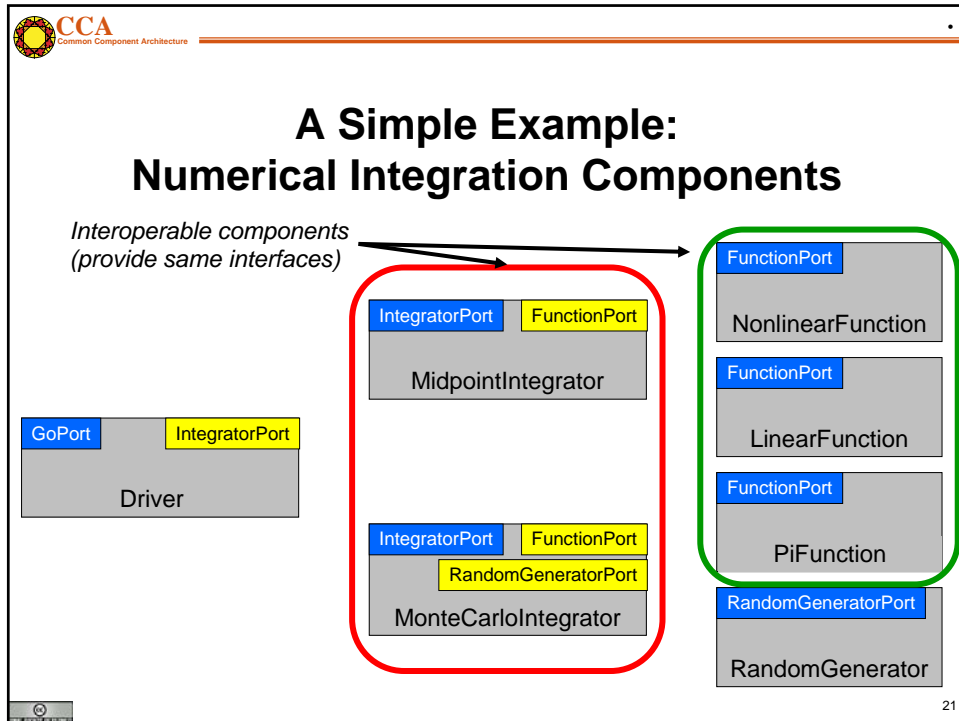 CCA
Common Component Architecture
A Simple Example:
Numerical Integration Components
Interoperable components
(provide same interfaces)
FunctionPort
NonlinearFunction
IntegratorPort FunctionPort
MidpointIntegrator
FunctionPort
LinearFunction
GoPort IntegratorPort
Driver
FunctionPort
PiFunction
IntegratorPort FunctionPort
RandomGeneratorPort
MonteCarloIntegrator
RandomGeneratorPort
RandomGenerator
21